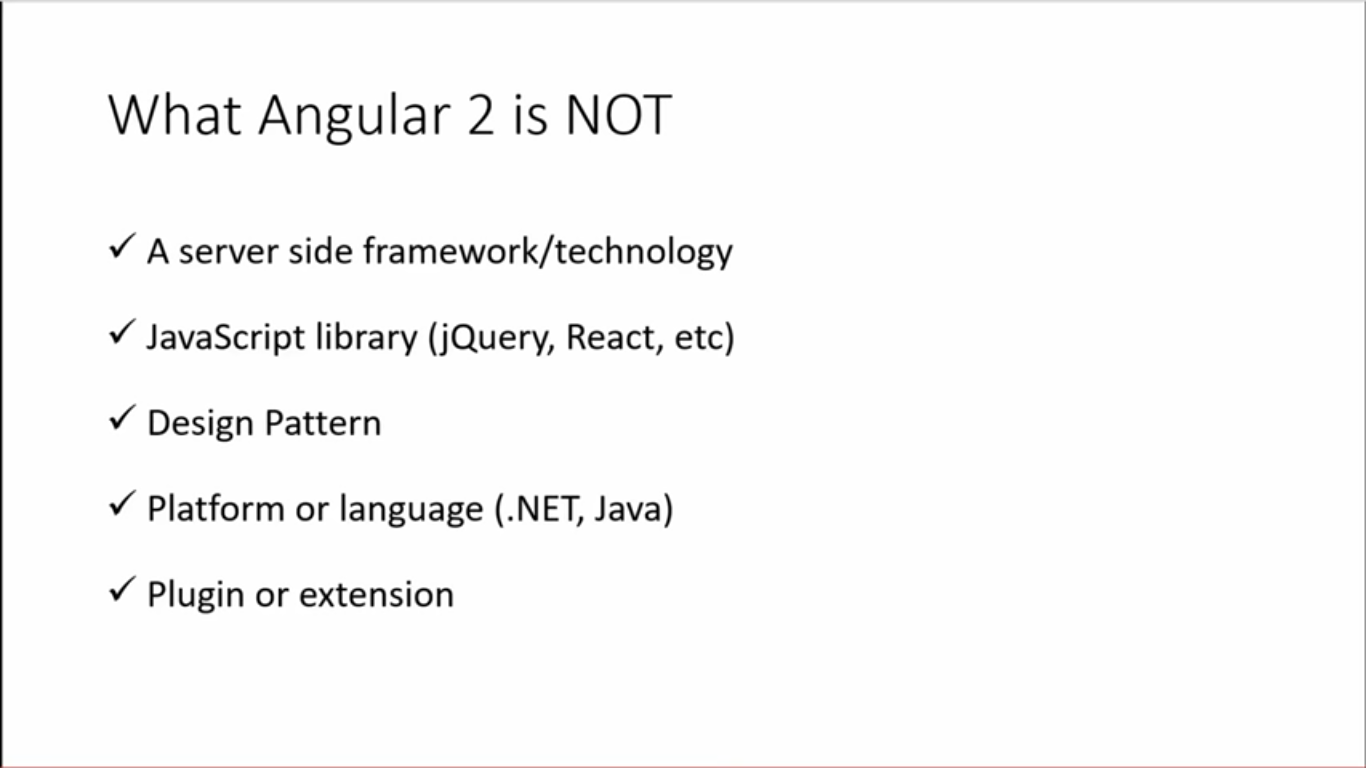 What Angular 2 is NOT
✓ A server side framework/technology
✓ JavaScript library (jQuery, React, etc)
✓ Design Pattern
✓ Platform or language (.NET, Java)
✓ Plugin or extension